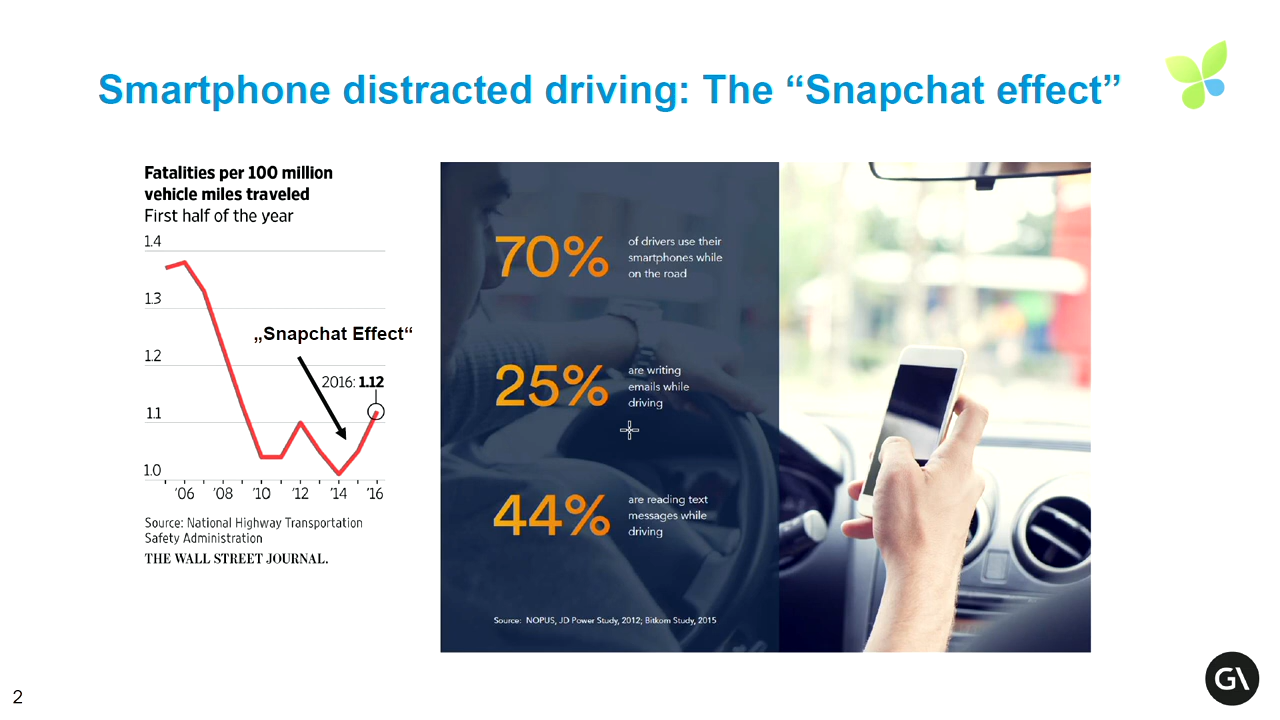 Smartphone distracted driving: The “Snapchat effect”
Fatalities per 100 million
vehicle miles traveled
First half of the year
1.4
1.3
1.2
1.1
1.0
„Snapchat Effect“
2016: 1.12
’06 ’08 ’10 ’12 ’14 ’16
Source: National Highway Transportation
Safety Administration
THE WALL STREET JOURNAL.
70%
of drivers use their
smartphones while
on the road
25%
are writing
emails while
driving
44%
are reading text
messages while
driving
Source: NOPUS, JD Power Study, 2012; Bitkom Study, 2015
2
G\